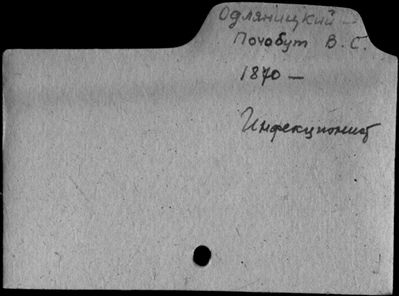 Одляницкий –
Почобут В. С.
1870 –
Инфекционист